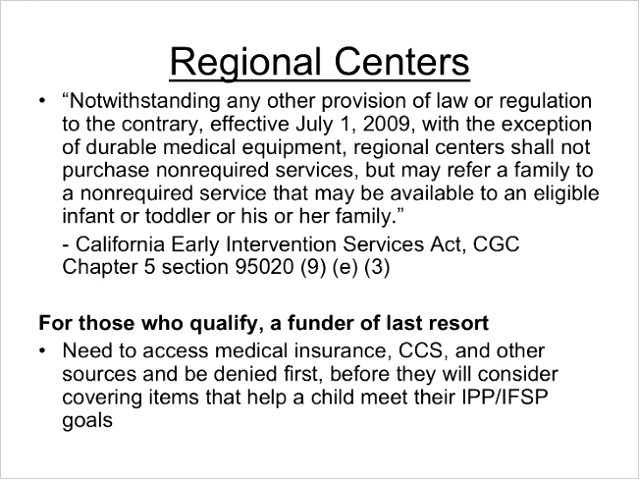 Regional Centers
• “Notwithstanding any other provision of law or regulation
to the contrary, effective July 1, 2009, with the exception
of durable medical equipment, regional centers shall not
purchase nonrequired services, but may refer a family to
a nonrequired service that may be available to an eligible
infant or toddler or his or her family.”
- California Early Intervention Services Act, CGC
Chapter 5 section 95020 (9) (e) (3)
For those who qualify, a funder of last resort
• Need to access medical insurance, CCS, and other
sources and be denied first, before they will consider
covering items that help a child meet their IPP/IFSP
goals